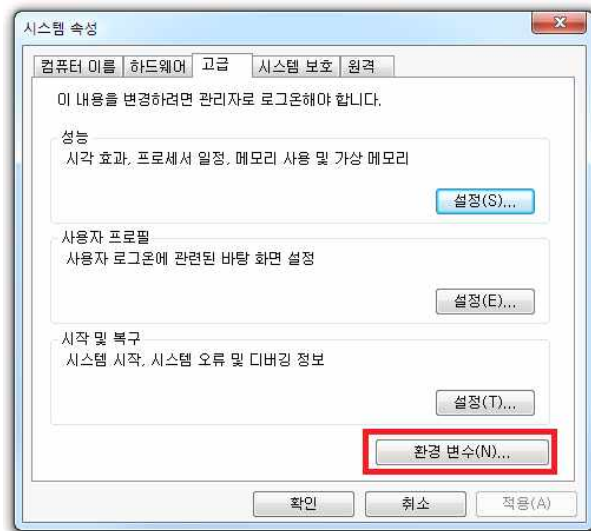 시스템 속성
컴퓨터 이름 하드웨어 고급 시스템 보호 원격
이 내용을 변경하려면 관리자로 로그온해야 합니다.
성능
시각 효과, 프로세서 일정, 메모리 사용 및 가상 메모리
설정(S)...
사용자 프로필
사용자 로그온에 관련된 바탕 화면 설정
설정(E)...
시작 및 복구
시스템 시작, 시스템 오류 및 디버깅 정보
설정(T)...
환경 변수(N)...
확인 취소 적용(A)